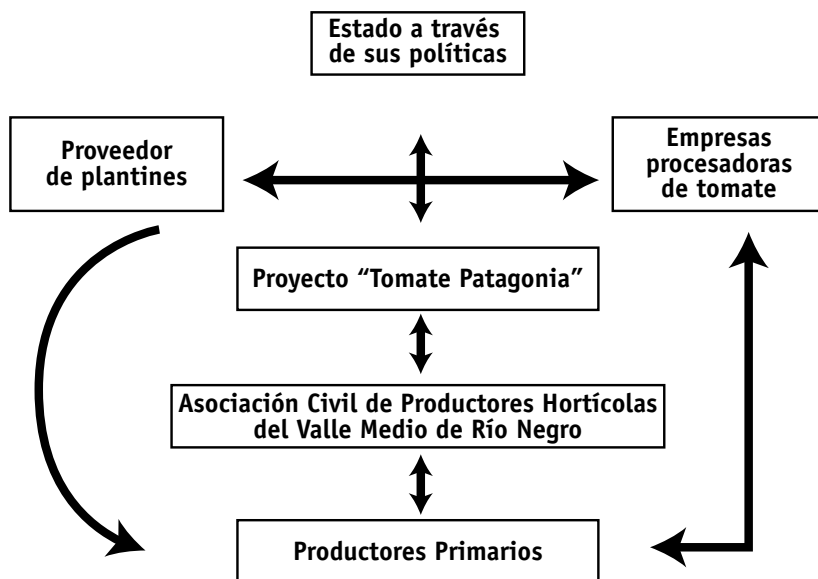 Estado a través
de sus políticas
Proveedor
de plantines
Empresas
procesadoras
de tomate
Proyecto “Tomate Patagonia”
Asociación Civil de Productores Hortícolas
del Valle Medio de Río Negro
Productores Primarios